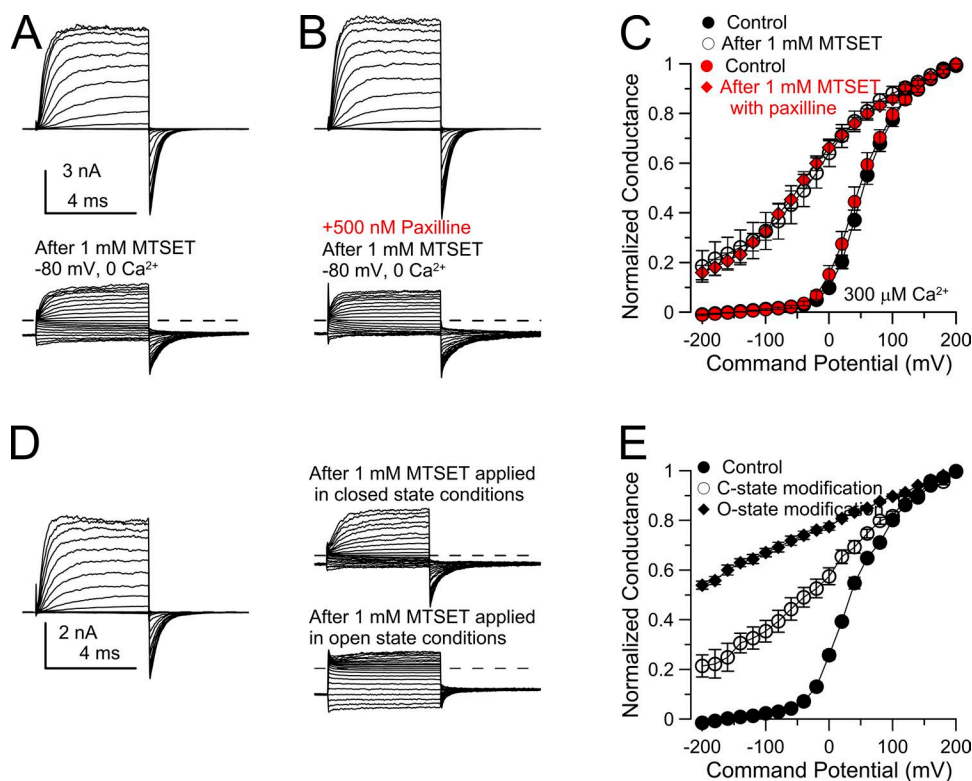 A
3 nA
4 ms
After 1 mM MTSET
-80 mV, 0 Ca²⁺
B
+500 nM Paxilline
After 1 mM MTSET
-80 mV, 0 Ca²⁺
C
Control
After 1 mM MTSET
Control
After 1 mM MTSET
with paxilline
Normalized Conductance
1
0.8
0.6
0.4
0.2
0
300 μM Ca²⁺
-200 -100 0 100 200
Command Potential (mV)
D
2 nA
4 ms
After 1 mM MTSET applied
in closed state conditions
After 1 mM MTSET applied
in open state conditions
E
Control
C-state modification
O-state modification
Normalized Conductance
1
0.8
0.6
0.4
0.2
0
-200 -100 0 100 200
Command Potential (mV)